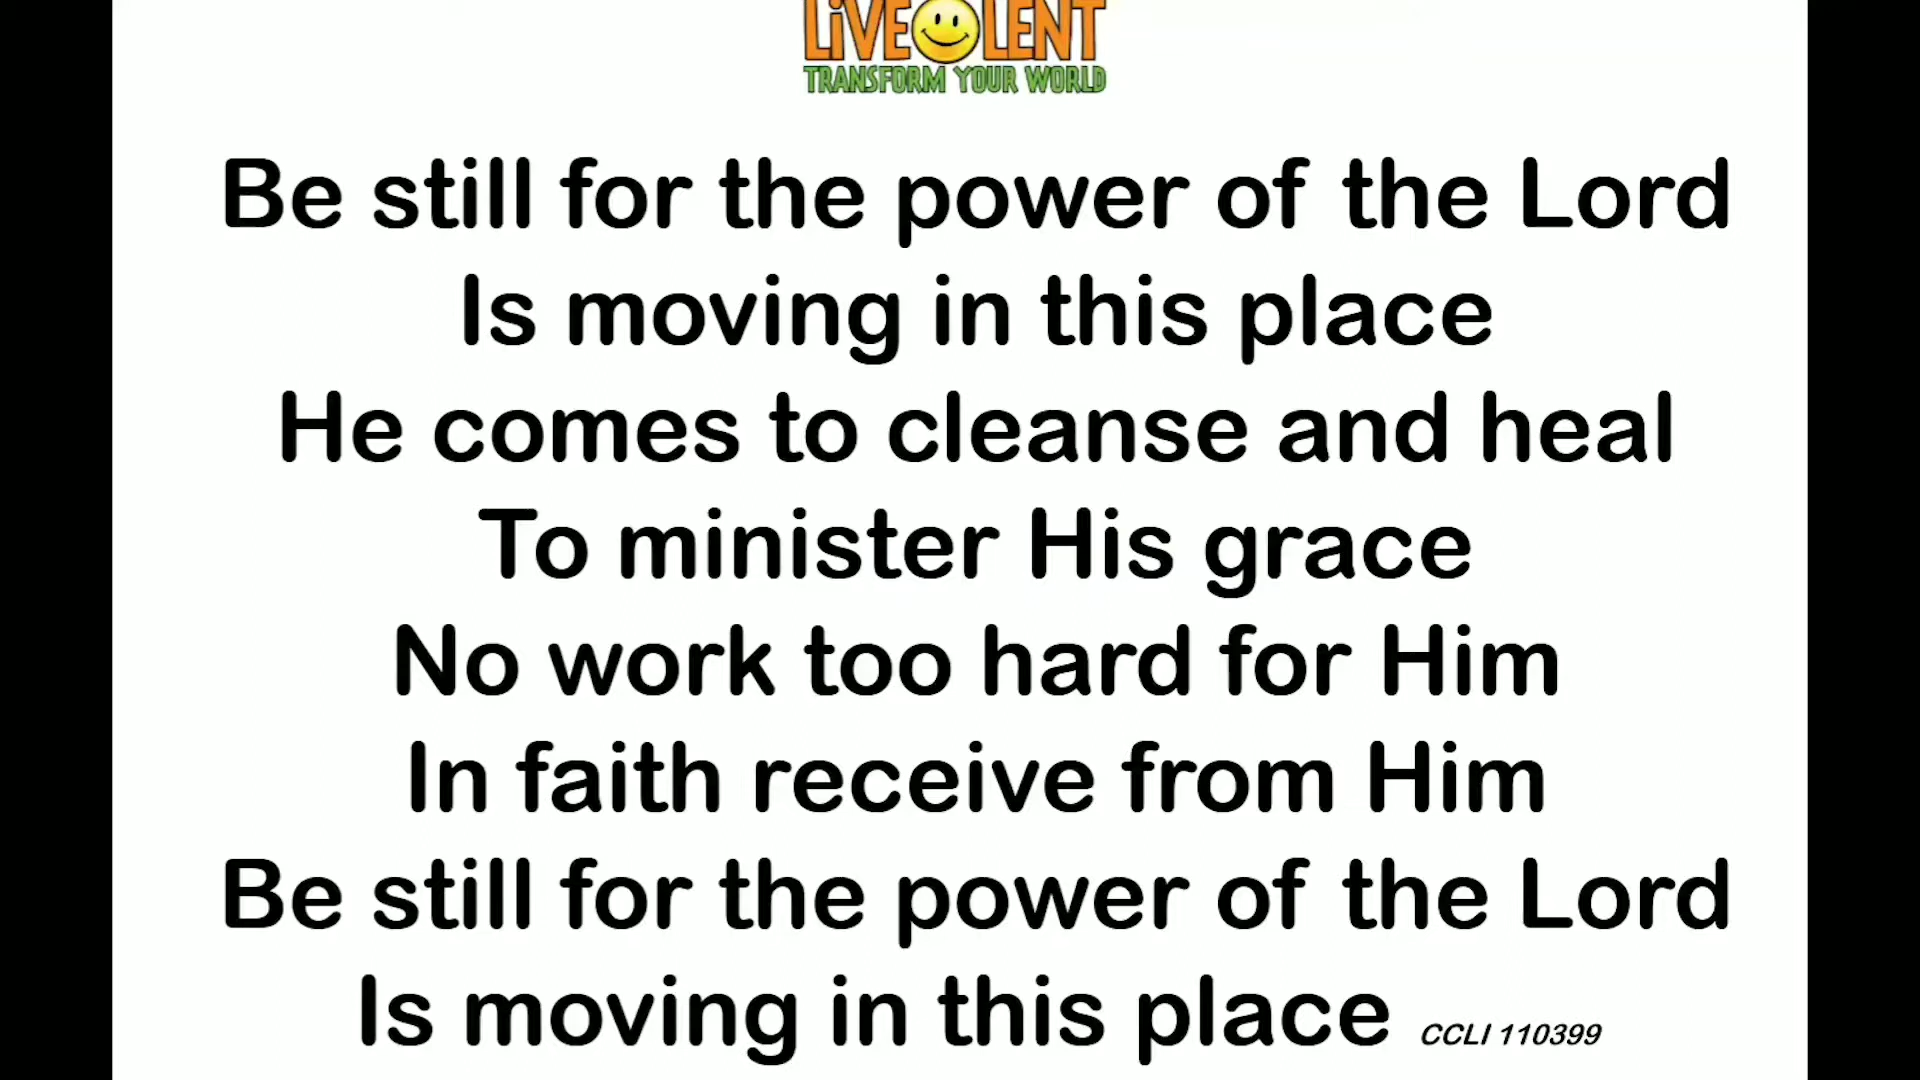 LiVE LENT
TRANSFORM YOUR WORLD
Be still for the power of the Lord
Is moving in this place
He comes to cleanse and heal
To minister His grace
No work too hard for Him
In faith receive from Him
Be still for the power of the Lord
Is moving in this place CCLI 110399